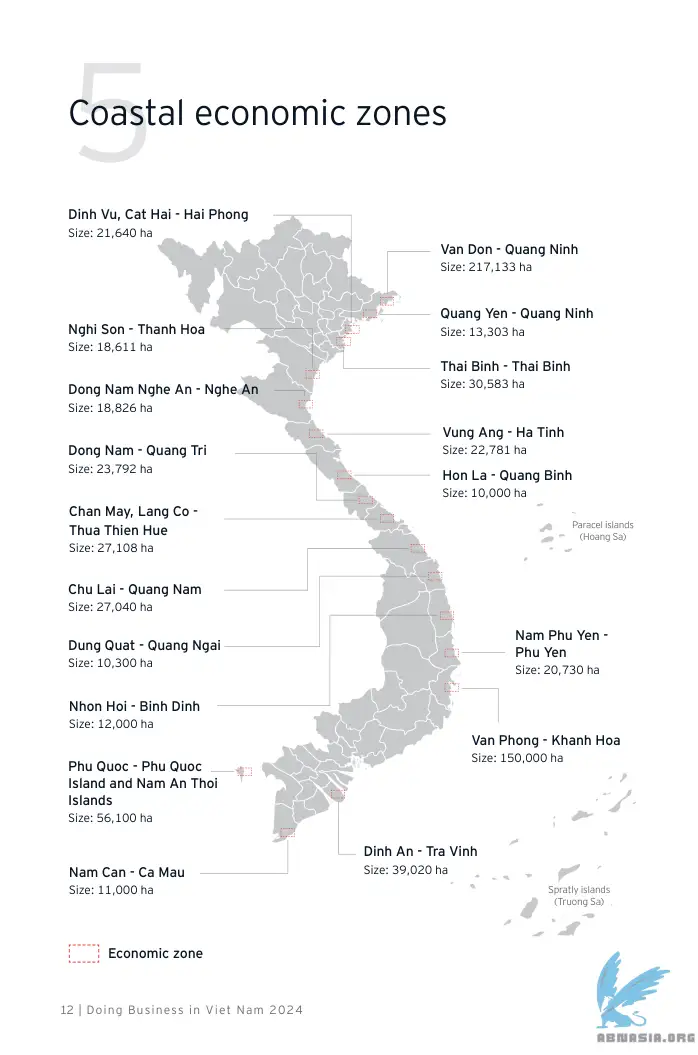 5
Coastal economic zones
Dinh Vu, Cat Hai - Hai Phong
Size: 21,640 ha
Van Don - Quang Ninh
Size: 217,133 ha
Quang Yen - Quang Ninh
Size: 13,303 ha
Nghi Son - Thanh Hoa
Size: 18,611 ha
Thai Binh - Thai Binh
Size: 30,583 ha
Dong Nam Nghe An - Nghe An
Size: 18,826 ha
Vung Ang - Ha Tinh
Size: 22,781 ha
Dong Nam - Quang Tri
Size: 23,792 ha
Hon La - Quang Binh
Size: 10,000 ha
Chan May, Lang Co -
Thua Thien Hue
Size: 27,108 ha
Paracel islands
(Hoang Sa)
Chu Lai - Quang Nam
Size: 27,040 ha
Dung Quat - Quang Ngai
Size: 10,300 ha
Nam Phu Yen -
Phu Yen
Size: 20,730 ha
Nhon Hoi - Binh Dinh
Size: 12,000 ha
Van Phong - Khanh Hoa
Size: 150,000 ha
Phu Quoc - Phu Quoc
Island and Nam An Thoi
Islands
Size: 56,100 ha
Dinh An - Tra Vinh
Size: 39,020 ha
Nam Can - Ca Mau
Size: 11,000 ha
Spratly islands
(Truong Sa)
Economic zone
12 | Doing Business in Viet Nam 2024
ABNASIA.ORG